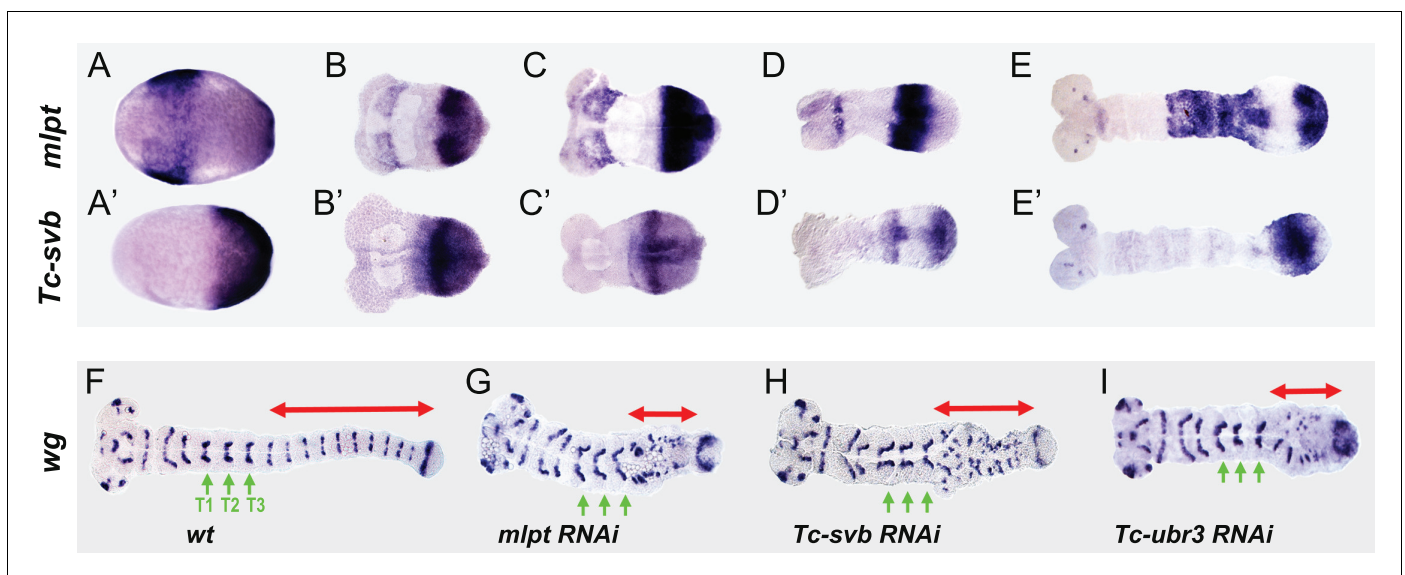 A B C D E
mlpt
A’ B’ C’ D’ E’
Tc-svb
F G H I
wg
T1 T2 T3
wt mlpt RNAi Tc-svb RNAi Tc-ubr3 RNAi